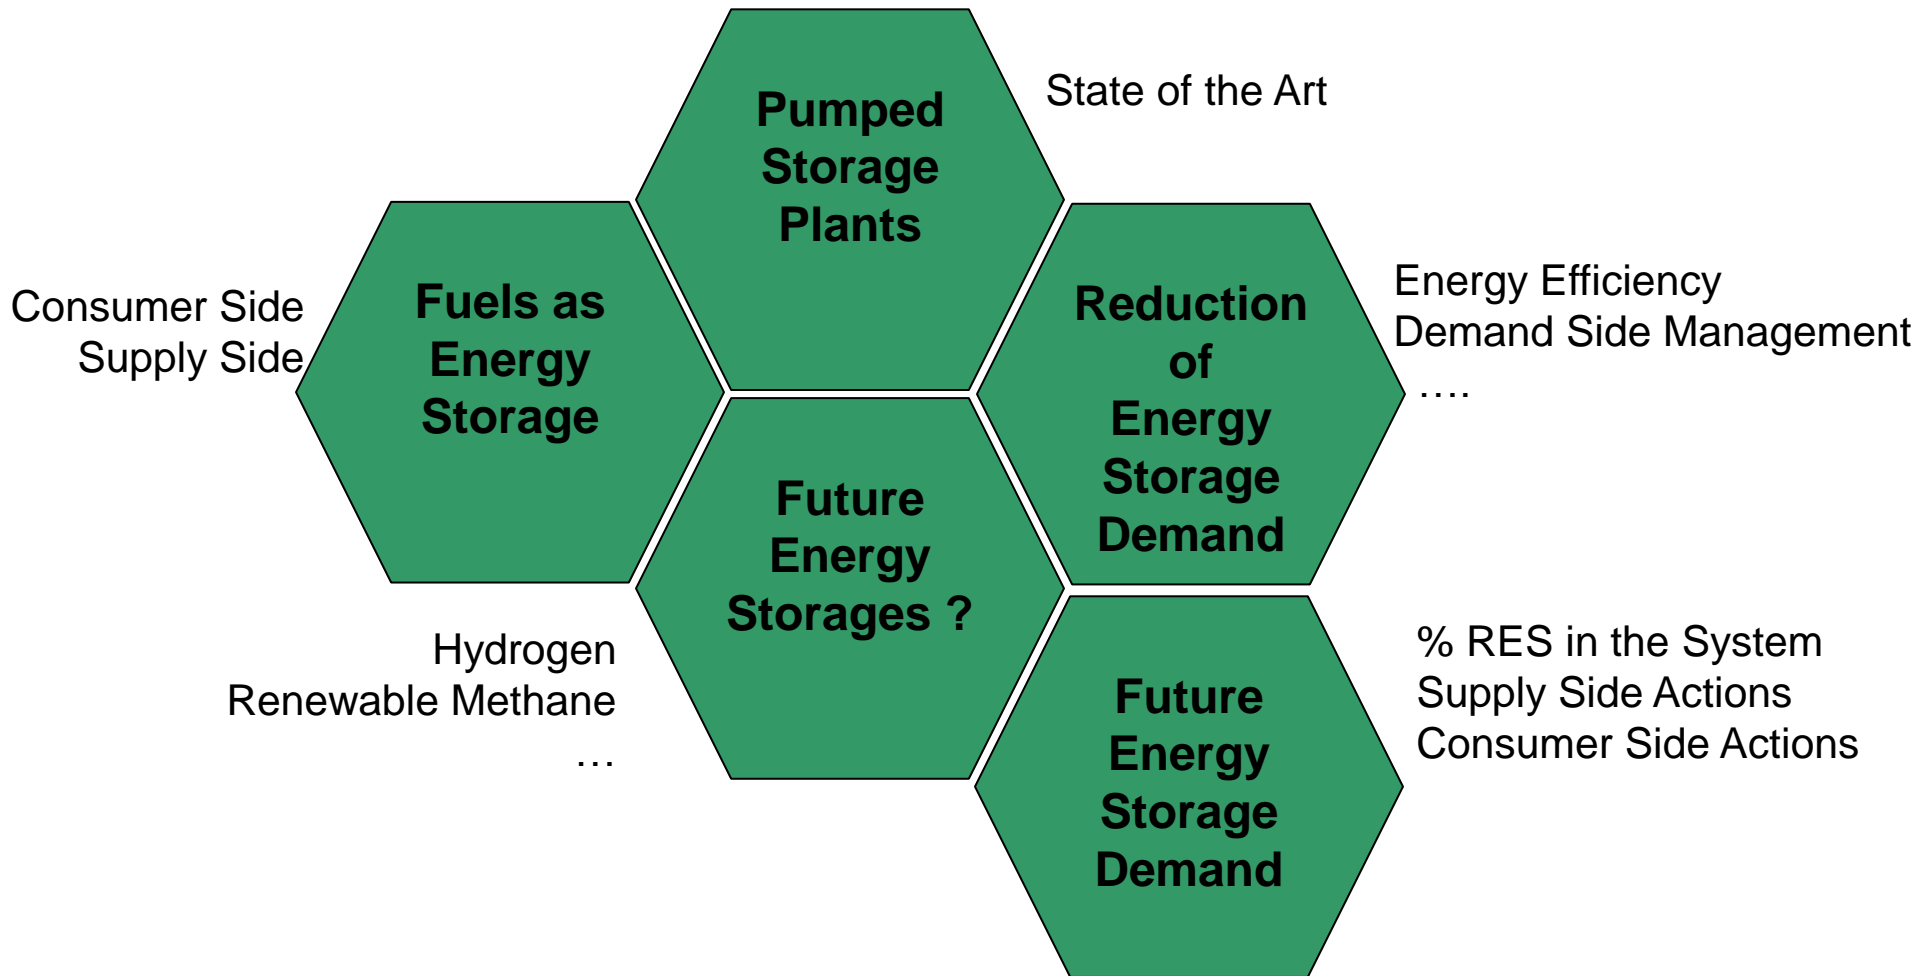 Pumped
Storage
Plants
State of the Art
Consumer Side
Supply Side
Fuels as
Energy
Storage
Reduction
of
Energy
Storage
Demand
Energy Efficiency
Demand Side Management
….
Future
Energy
Storages ?
Hydrogen
Renewable Methane
…
Future
Energy
Storage
Demand
% RES in the System
Supply Side Actions
Consumer Side Actions